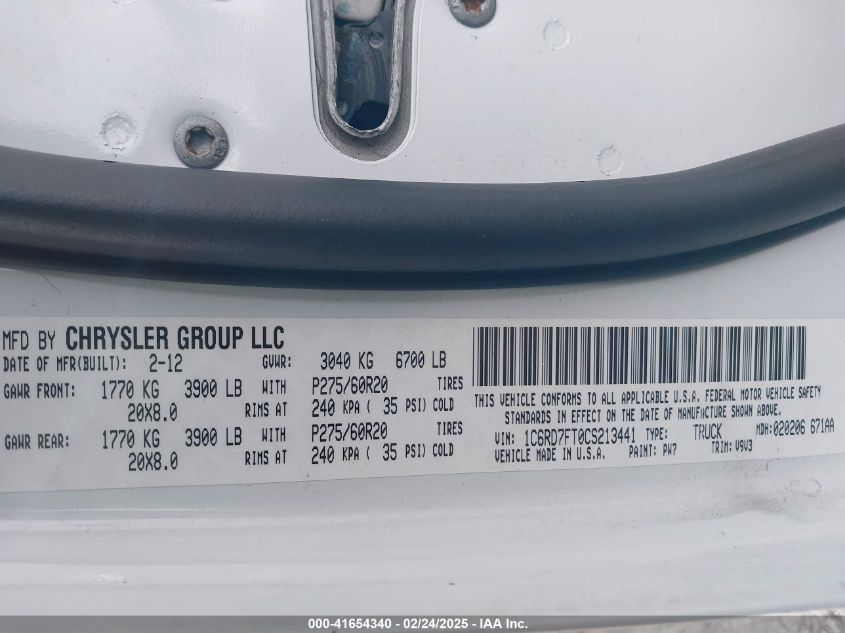 MFD BY CHRYSLER GROUP LLC
DATE OF MFR(BUILT): 2-12 GVWR: 3040 KG 6700 LB
GAWR FRONT: 1770 KG 3900 LB WITH P275/60R20 TIRES
20X8.0 RIMS AT 240 KPA ( 35 PSI) COLD
GAWR REAR: 1770 KG 3900 LB WITH P275/60R20 TIRES
20X8.0 RIMS AT 240 KPA ( 35 PSI) COLD
THIS VEHICLE CONFORMS TO ALL APPLICABLE U.S.A. FEDERAL MOTOR VEHICLE SAFETY
STANDARDS IN EFFECT ON THE DATE OF MANUFACTURE SHOWN ABOVE.
VIN: 1C6RD7FT0CS213441 TYPE: TRUCK MDH:020206 671AA
VEHICLE MADE IN U.S.A. PAINT: PW7 TRIM: V9V3
000-41654340 - 02/24/2025 - IAA Inc.